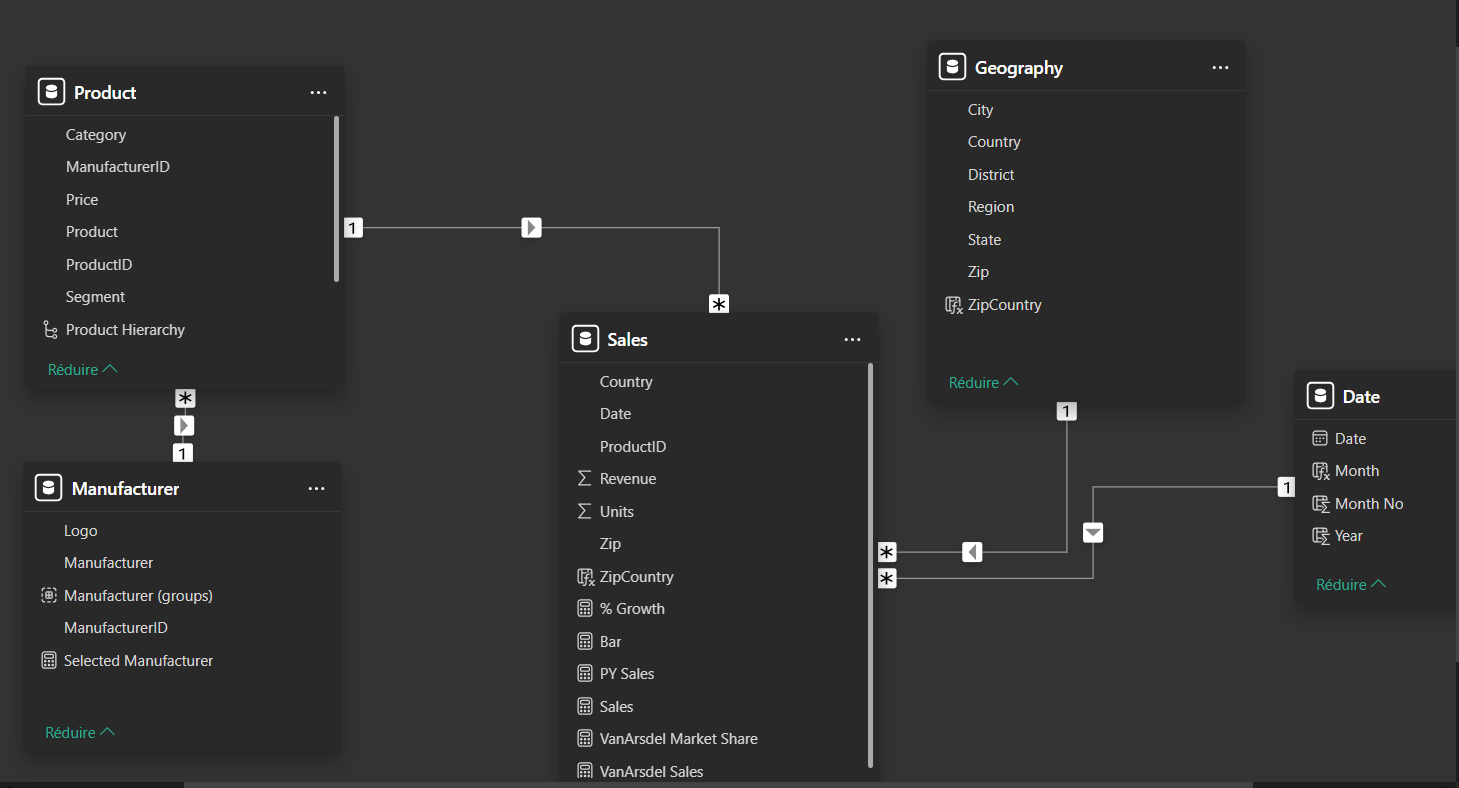 Product
Category
ManufacturerID
Price
Product
ProductID
Segment
Product Hierarchy
Réduire
1
*
*
1
Manufacturer
Logo
Manufacturer
Manufacturer (groups)
ManufacturerID
Selected Manufacturer
Réduire
Sales
Country
Date
ProductID
Revenue
Units
Zip
ZipCountry
% Growth
Bar
PY Sales
Sales
VanArsdel Market Share
VanArsdel Sales
Geography
City
Country
District
Region
State
Zip
ZipCountry
Réduire
1
*
*
1
Date
Date
Month
Month No
Year
Réduire